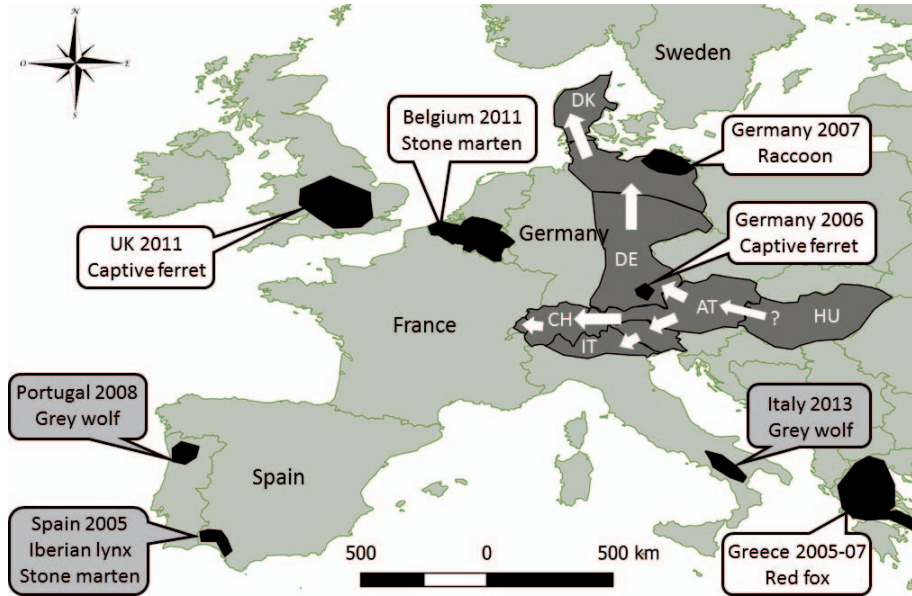 N
O
E
S
Sweden
DK
Belgium 2011
Stone marten
Germany 2007
Raccoon
UK 2011
Captive ferret
Germany
Germany 2006
Captive ferret
DE
France
CH
AT
?
HU
IT
Portugal 2008
Grey wolf
Italy 2013
Grey wolf
Spain
Spain 2005
Iberian lynx
Stone marten
500 0 500 km
Greece 2005-07
Red fox